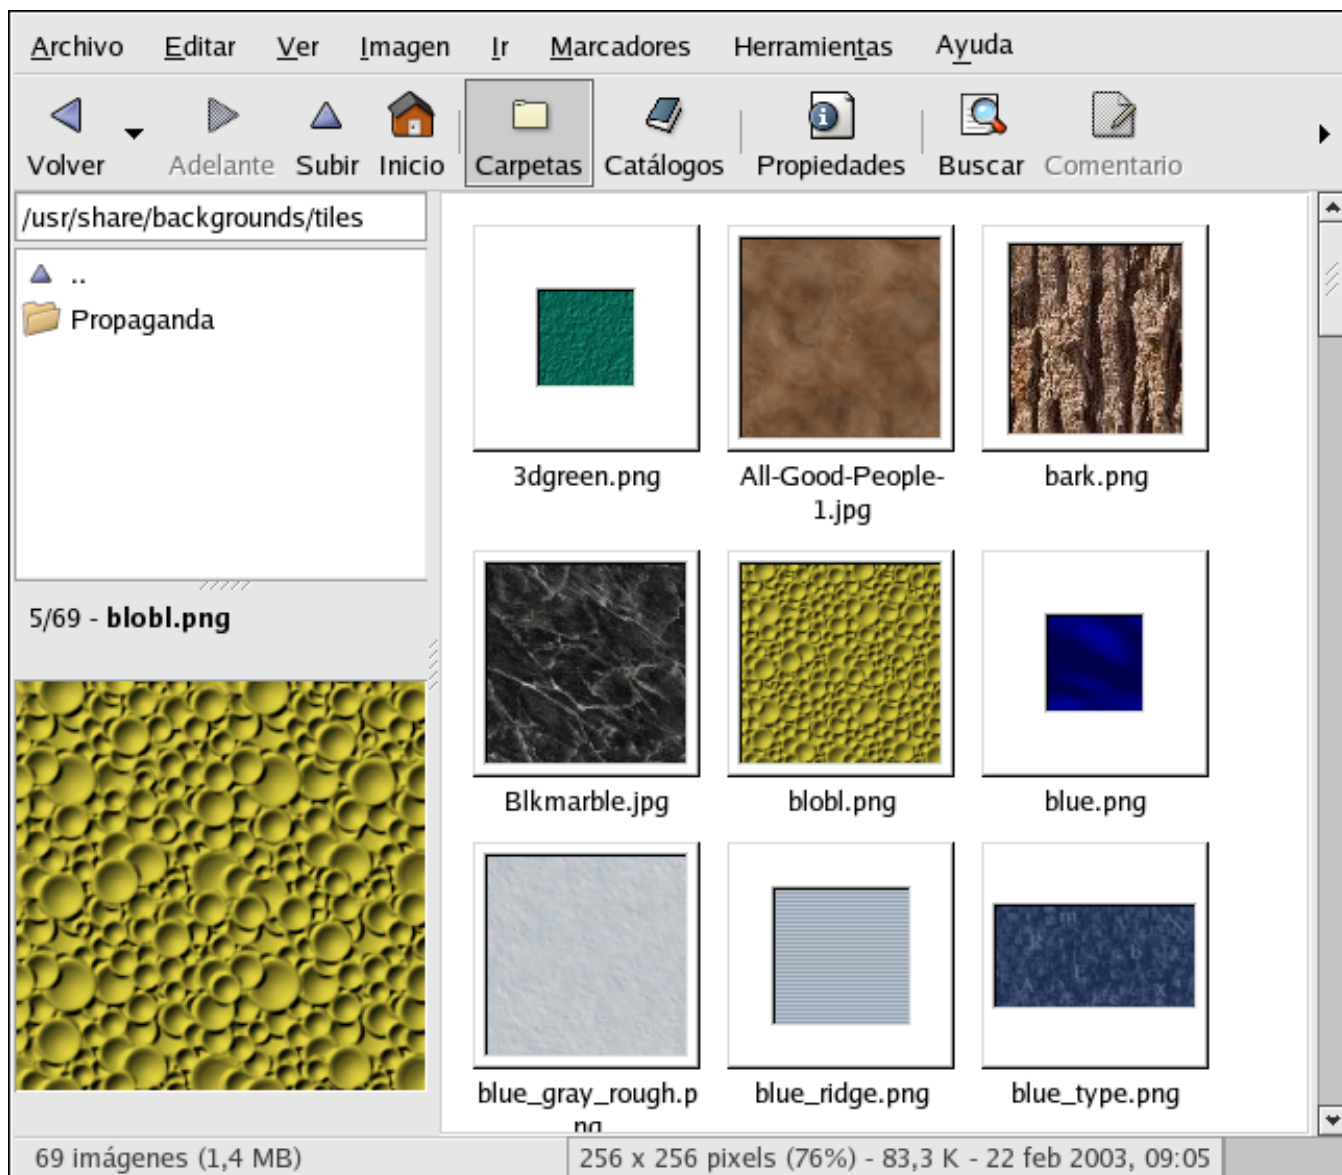 Archivo Editar Ver Imagen Ir Marcadores Herramientas Ayuda
Volver Adelante Subir Inicio Carpetas Catálogos Propiedades Buscar Comentario
/usr/share/backgrounds/tiles
..
Propaganda
5/69 - blobl.png
3dgreen.png
All-Good-People-
1.jpg
bark.png
Blkmarble.jpg
blobl.png
blue.png
blue_gray_rough.p
ng
blue_ridge.png
blue_type.png
69 imágenes (1,4 MB)
256 x 256 pixels (76%) - 83,3 K - 22 feb 2003, 09:05